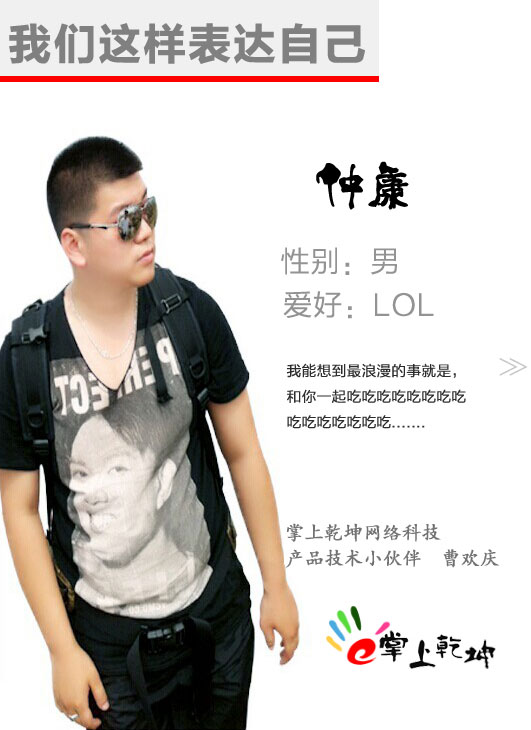 我们这样表达自己
仲康
性别：男
爱好：LOL
我能想到最浪漫的事就是，
和你一起吃吃吃吃吃吃吃吃
吃吃吃吃吃吃吃.......
PERFECT
掌上乾坤网络科技
产品技术小伙伴 曹欢庆
e掌上乾坤